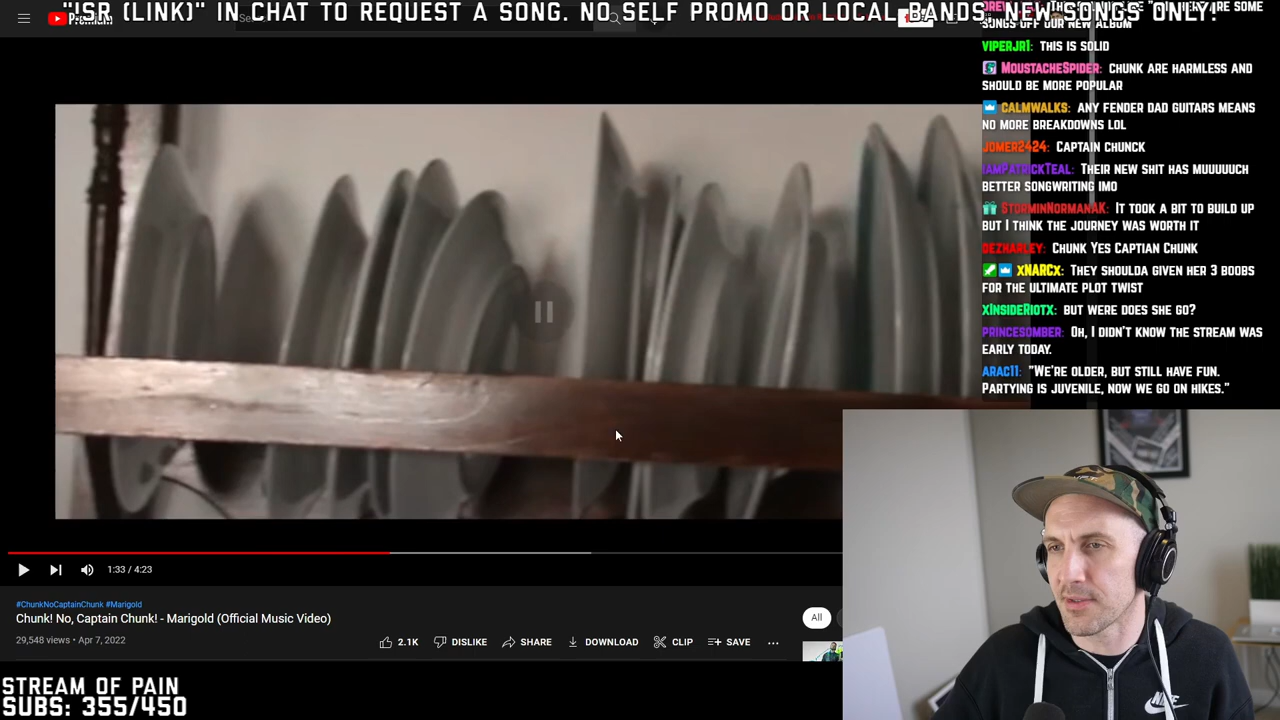 "!SR (LINK)" IN CHAT TO REQUEST A SONG. NO SELF PROMO OR LOCAL BANDS, NEW SONGS ONLY!
SONGS OFF OUR NEW ALBUM
VIPERJR1: THIS IS SOLID
MOUSTACHESPIDER: CHUNK ARE HARMLESS AND
SHOULD BE MORE POPULAR
CALMWALKS: ANY FENDER DAD GUITARS MEANS
NO MORE BREAKDOWNS LOL
JOMER2424: CAPTAIN CHUNCK
IAMPATRICKTEAL: THEIR NEW SHIT HAS MUUUUUCH
BETTER SONGWRITING IMO
STORMINNORMANAK: IT TOOK A BIT TO BUILD UP
BUT I THINK THE JOURNEY WAS WORTH IT
DEZHARLEY: CHUNK YES CAPTIAN CHUNK
XNARCX: THEY SHOULDA GIVEN HER 3 BOOBS
FOR THE ULTIMATE PLOT TWIST
XINSIDERIOTX: BUT WERE DOES SHE GO?
PRINCESOMBER: OH, I DIDN'T KNOW THE STREAM WAS
EARLY TODAY.
ARAC11: "WE'RE OLDER, BUT STILL HAVE FUN.
PARTYING IS JUVENILE, NOW WE GO ON HIKES."
1:33 / 4:23
#ChunkNoCaptainChunk #Marigold
Chunk! No, Captain Chunk! - Marigold (Official Music Video)
All
29,548 views • Apr 7, 2022
2.1K DISLIKE SHARE DOWNLOAD CLIP SAVE
STREAM OF PAIN
SUBS: 355/450